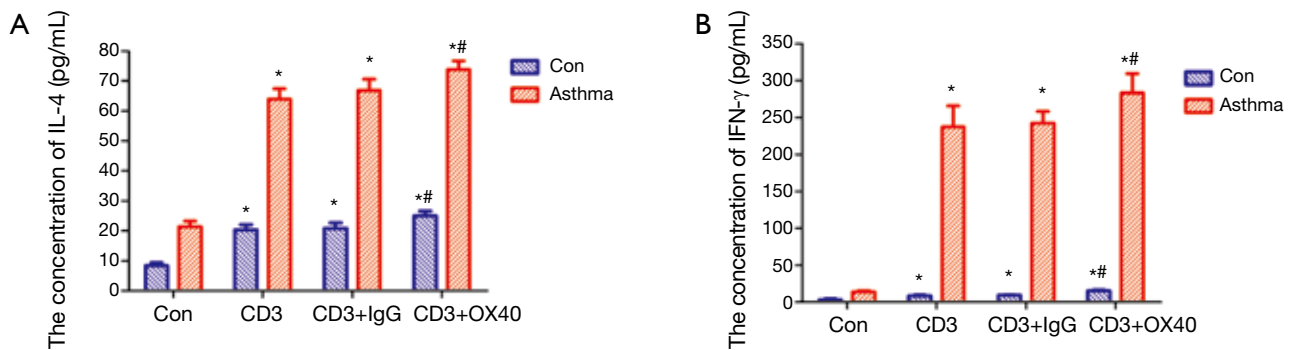 A
The concentration of IL-4 (pg/mL)
80
70
60
50
40
30
20
10
0
*
*
*
*
*#
*#
Con
Asthma
Con
CD3
CD3+IgG
CD3+OX40
B
The concentration of IFN-γ (pg/mL)
350
300
250
200
150
100
50
0
*
*
*
*
*#
*#
Con
Asthma
Con
CD3
CD3+IgG
CD3+OX40